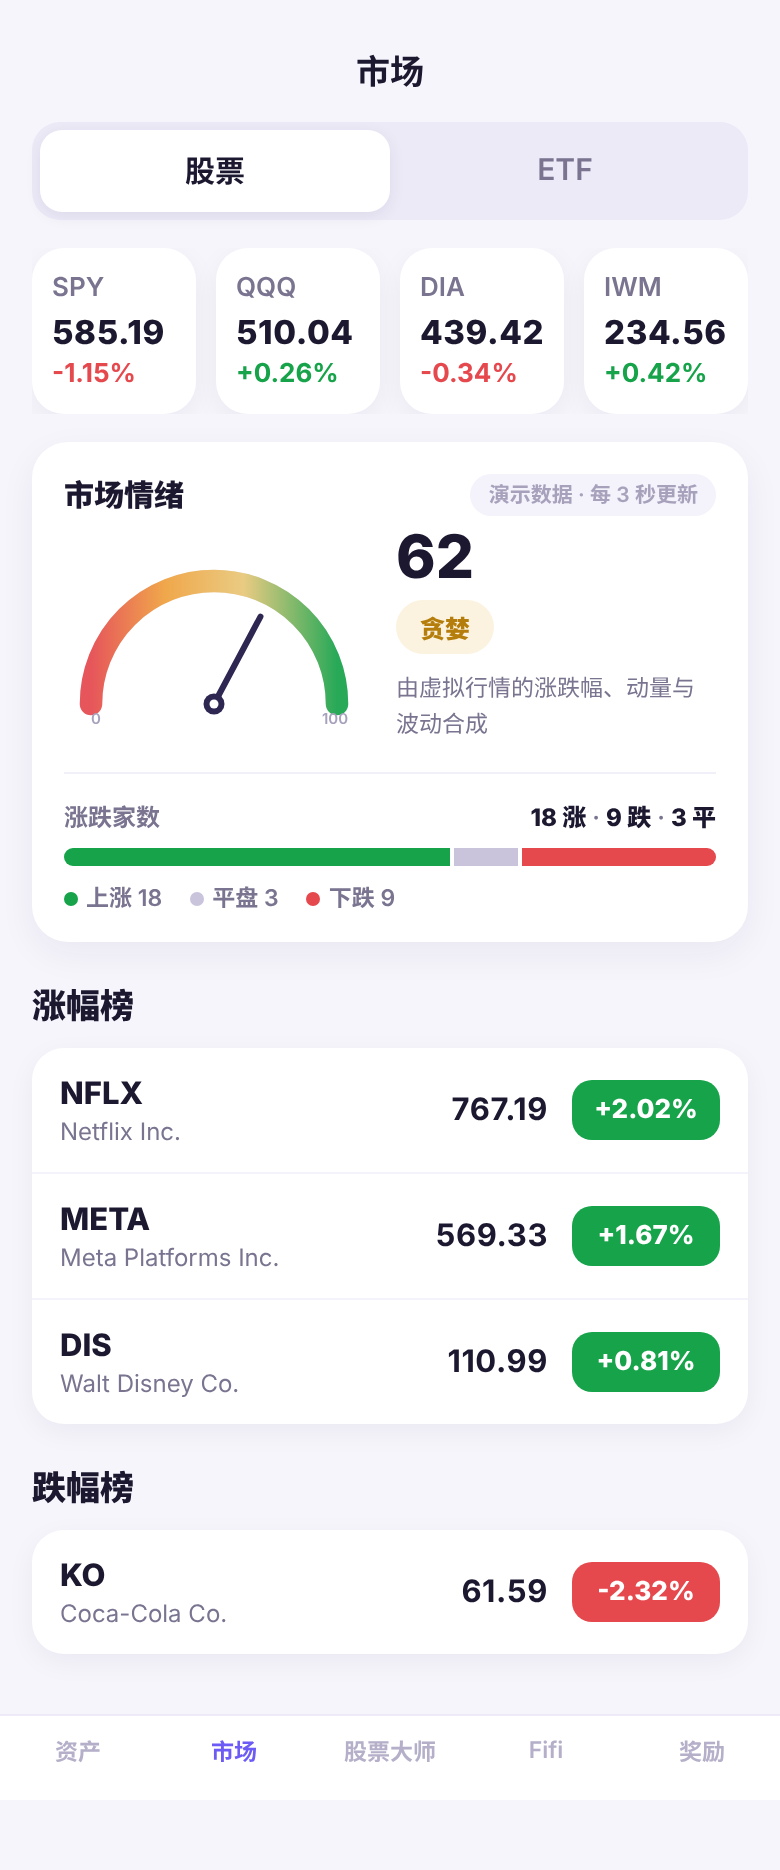 市场
股票
ETF
SPY
585.19
-1.15%
QQQ
510.04
+0.26%
DIA
439.42
-0.34%
IWM
234.56
+0.42%
市场情绪
演示数据 · 每 3 秒更新
0
100
62
贪婪
由虚拟行情的涨跌幅、动量与
波动合成
涨跌家数
18 涨 · 9 跌 · 3 平
上涨 18
平盘 3
下跌 9
涨幅榜
NFLX
Netflix Inc.
767.19
+2.02%
META
Meta Platforms Inc.
569.33
+1.67%
DIS
Walt Disney Co.
110.99
+0.81%
跌幅榜
KO
Coca-Cola Co.
61.59
-2.32%
资产
市场
股票大师
Fifi
奖励